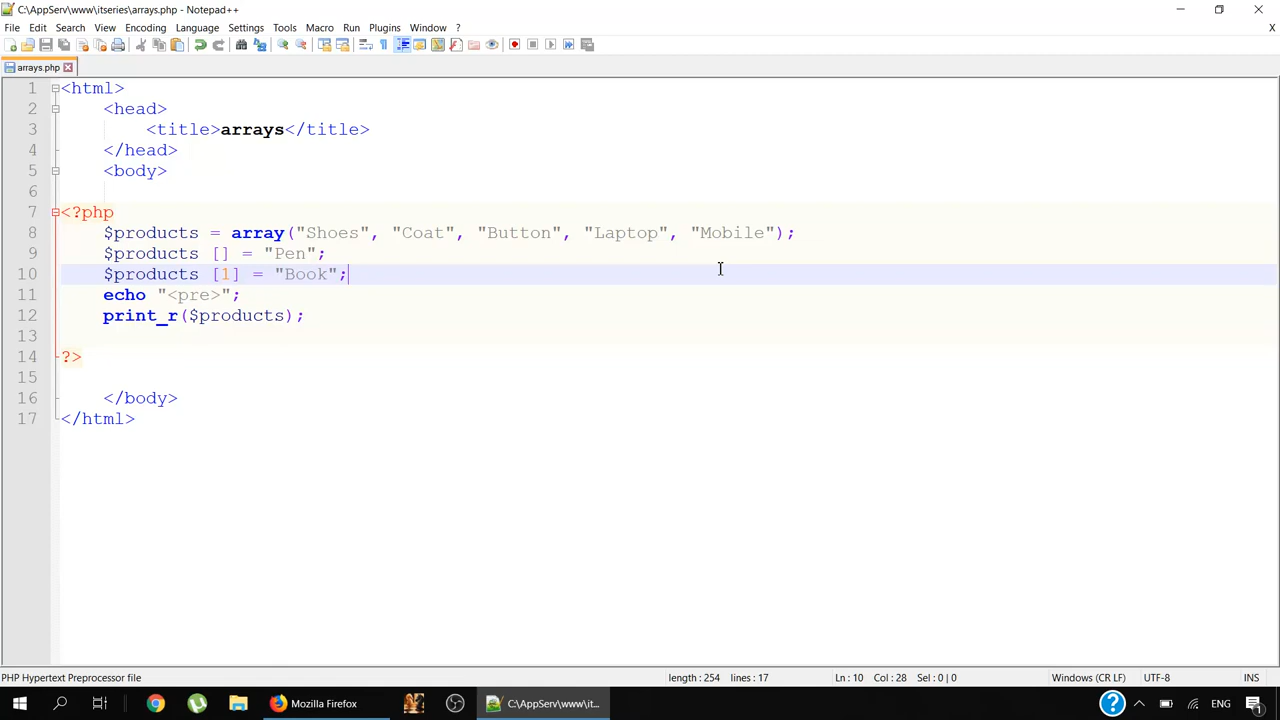 C:\AppServ\www\itseries\arrays.php - Notepad++
File Edit Search View Encoding Language Settings Tools Macro Run Plugins Window ? X
arrays.php
1 <html>
2 <head>
3 <title>arrays</title>
4 </head>
5 <body>
6
7 <?php
8 $products = array("Shoes", "Coat", "Button", "Laptop", "Mobile");
9 $products [] = "Pen";
10 $products [1] = "Book";
11 echo "<pre>";
12 print_r($products);
13
14 ?>
15
16 </body>
17 </html>
PHP Hypertext Preprocessor file length : 254 lines : 17 Ln : 10 Col : 28 Sel : 0 | 0 Windows (CR LF) UTF-8 INS
Mozilla Firefox C:\AppServ\www\it... ? ENG 1